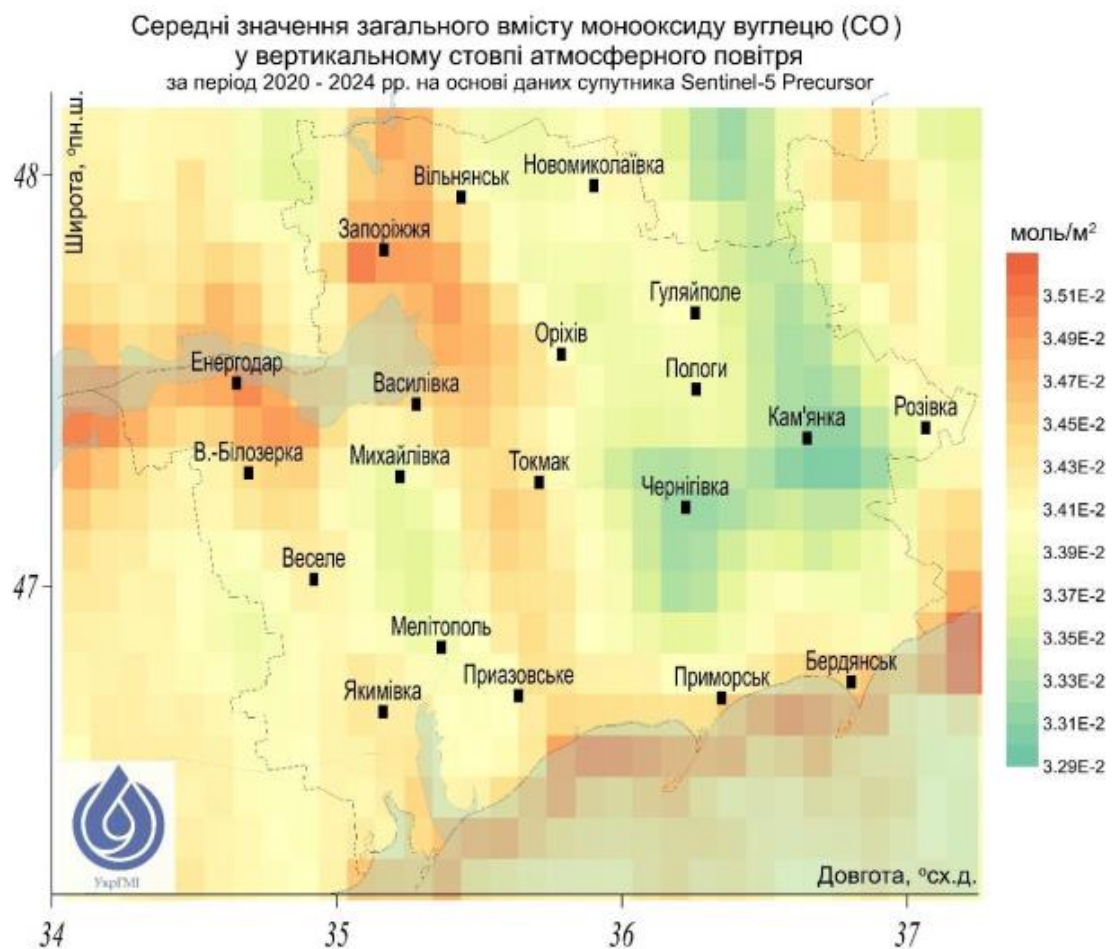 Середні значення загального вмісту монооксиду вуглецю (CO)
у вертикальному стовпі атмосферного повітря
за період 2020 - 2024 рр. на основі даних супутника Sentinel-5 Precursor
Широта, ºпн.ш.
48
Новомиколаївка
Вільнянськ
Запоріжжя
моль/м²
Гуляйполе
3.51E-2
Оріхів
3.49E-2
Енергодар
Пологи
3.47E-2
Василівка
Кам'янка
Розівка
3.45E-2
В.-Білозерка
Михайлівка
Токмак
3.43E-2
Чернігівка
3.41E-2
3.39E-2
Веселе
47
3.37E-2
Мелітополь
3.35E-2
Бердянськ
Приазовське
Приморськ
3.33E-2
Якимівка
3.31E-2
3.29E-2
УкрГМІ
Довгота, ºсх.д.
34
35
36
37